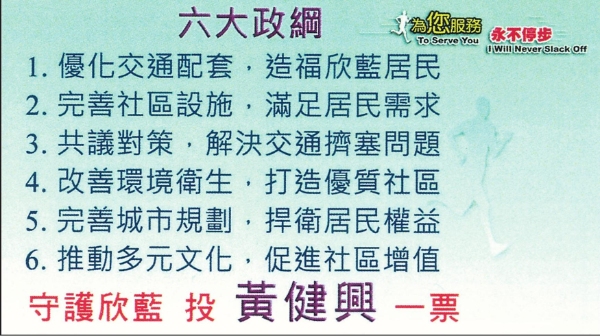 六大政綱
為您服務
To Serve You
永不停步
I Will Never Slack Off
1. 優化交通配套，造福欣藍居民
2. 完善社區設施，滿足居民需求
3. 共議對策，解決交通擠塞問題
4. 改善環境衛生，打造優質社區
5. 完善城市規劃，捍衛居民權益
6. 推動多元文化，促進社區增值
守護欣藍 投 黃健興 一票